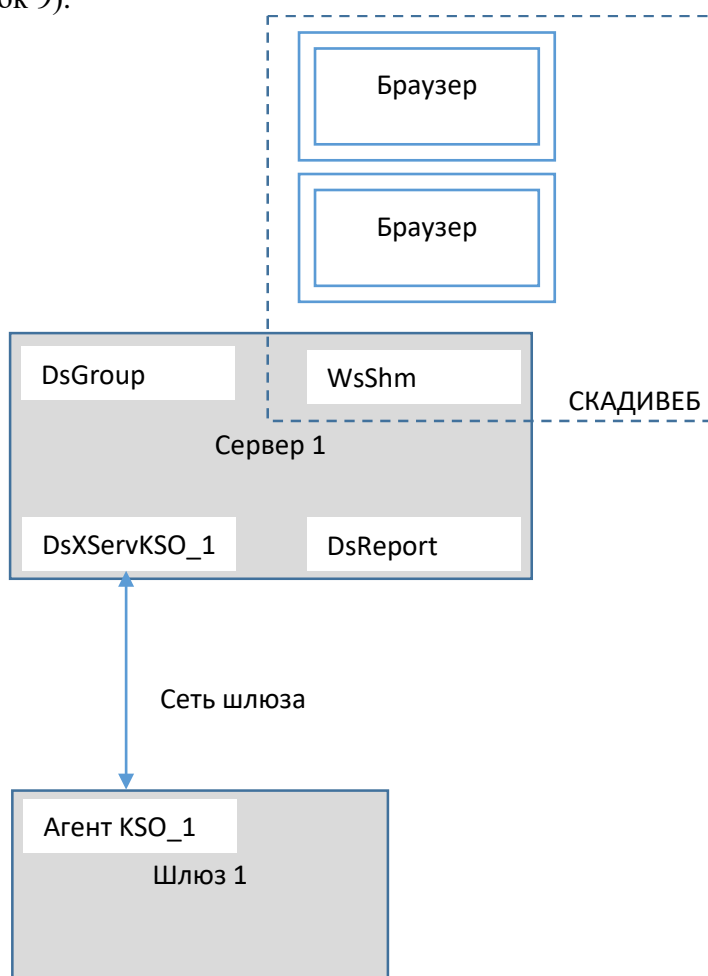 ок 9).
Браузер
Браузер
DsGroup
WsShm
СКАДИВЕБ
Сервер 1
DsXServKSO_1
DsReport
Сеть шлюза
Агент KSO_1
Шлюз 1